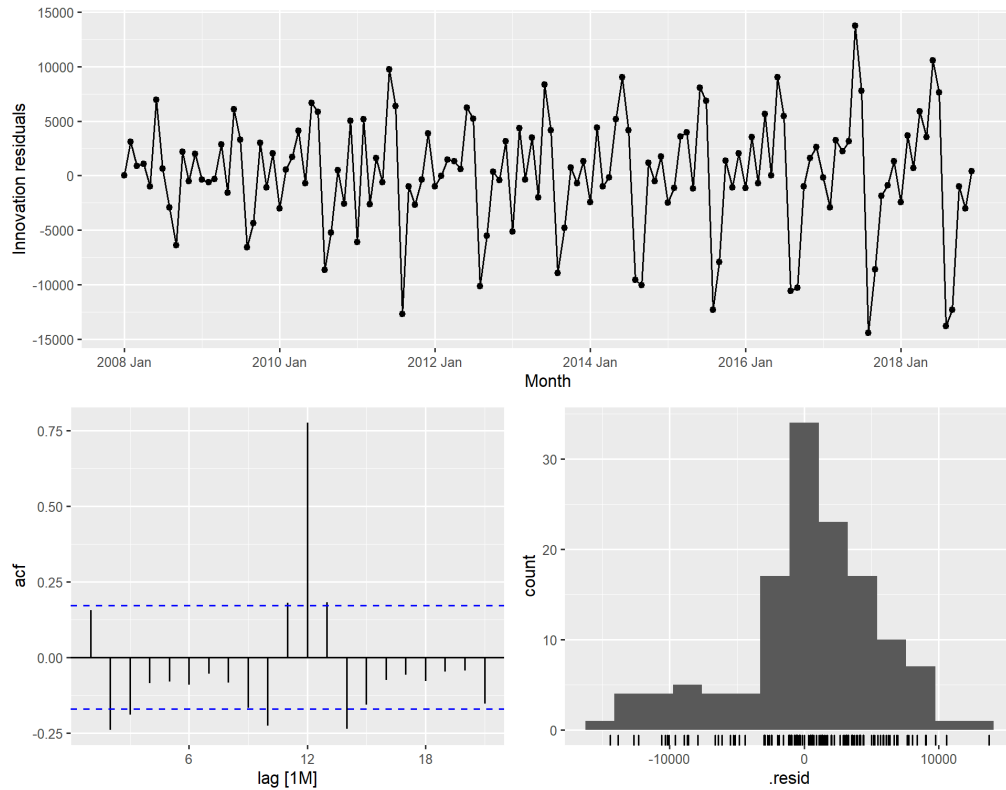 15000
10000
5000
0
-5000
-10000
-15000
Innovation residuals
2008 Jan 2010 Jan 2012 Jan 2014 Jan 2016 Jan 2018 Jan
Month
0.75
0.50
0.25
0.00
-0.25
acf
6 12 18
lag [1M]
30
20
10
0
count
-10000 0 10000
.resid